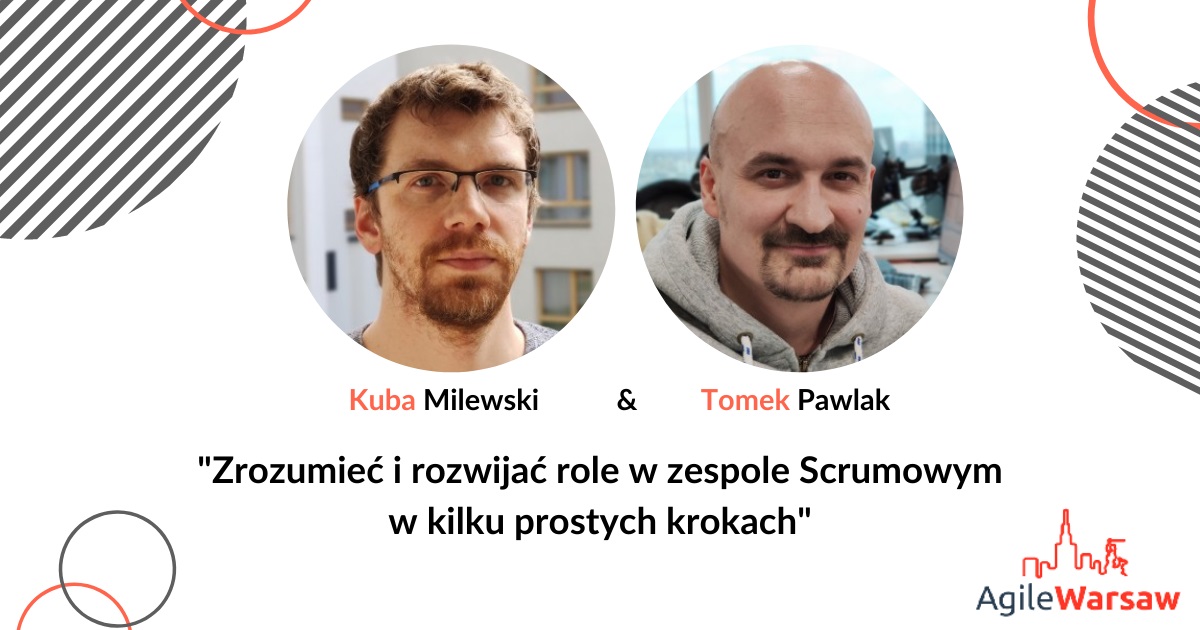 Kuba Milewski & Tomek Pawlak
"Zrozumieć i rozwijać role w zespole Scrumowym
w kilku prostych krokach"
AgileWarsaw